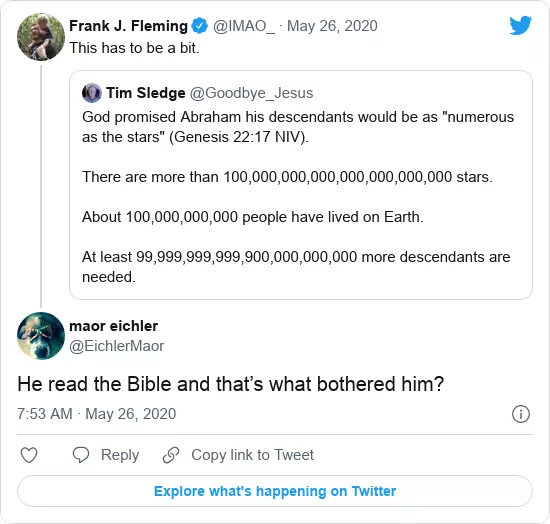 Frank J. Fleming @IMAO_ · May 26, 2020
This has to be a bit.
Tim Sledge @Goodbye_Jesus
God promised Abraham his descendants would be as "numerous
as the stars" (Genesis 22:17 NIV).
There are more than 100,000,000,000,000,000,000,000 stars.
About 100,000,000,000 people have lived on Earth.
At least 99,999,999,999,900,000,000,000 more descendants are
needed.
maor eichler
@EichlerMaor
He read the Bible and that’s what bothered him?
7:53 AM · May 26, 2020
Reply
Copy link to Tweet
Explore what's happening on Twitter